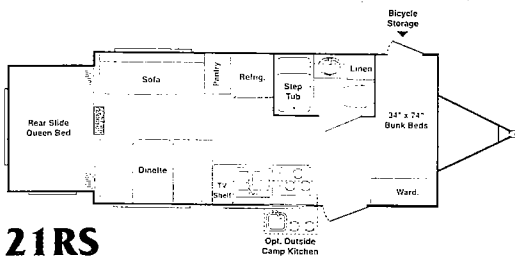 Bicycle
Storage
Sofa
Pantry
Refrig.
Step
Tub
Linen
Rear Slide
Queen Bed
34" x 74"
Bunk Beds
Dinette
TV
Shelf
Ward.
Opt. Outside
Camp Kitchen
21RS